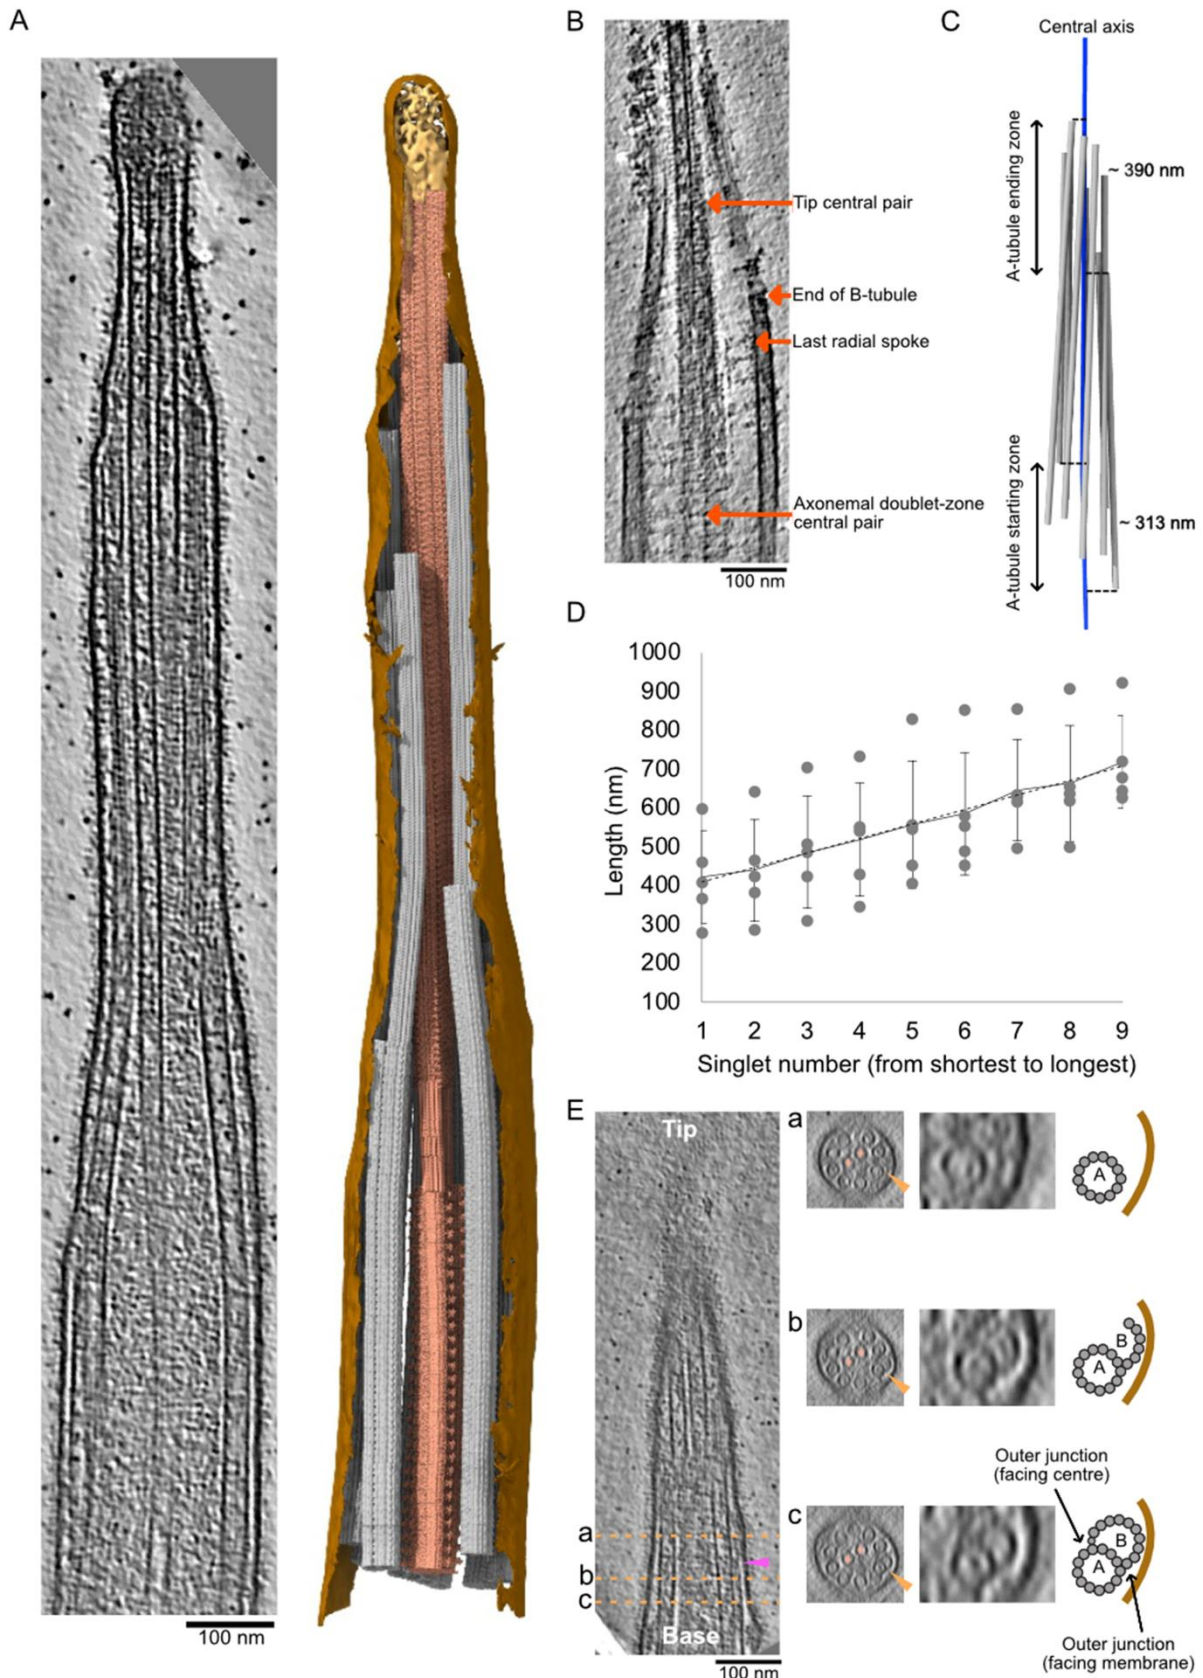 A
100 nm
B
Tip central pair
End of B-tubule
Last radial spoke
Axonemal doublet-zone
central pair
100 nm
C
Central axis
A-tubule ending zone
~ 390 nm
A-tubule starting zone
~ 313 nm
D
1000
900
800
700
600
500
400
300
200
100
Length (nm)
1 2 3 4 5 6 7 8 9
Singlet number (from shortest to longest)
E
Tip
a
b
c
Base
100 nm
a
A
b
B
A
Outer junction
(facing centre)
c
B
A
Outer junction
(facing membrane)